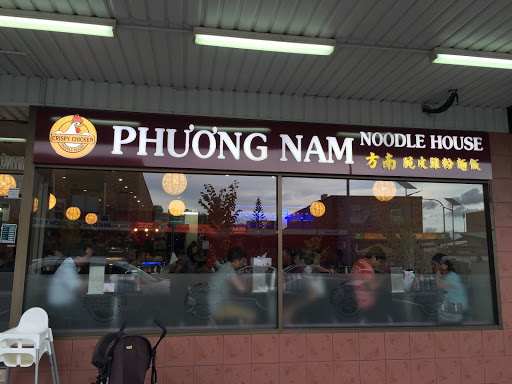 CRISPY CHICKEN
PHƯƠNG NAM
NOODLE HOUSE
方南 脆皮雞粉麵飯